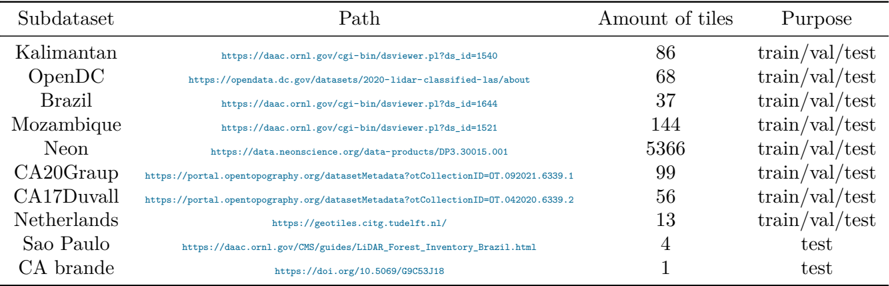 Subdataset Path Amount of tiles Purpose
Kalimantan https://daac.ornl.gov/cgi-bin/dsviewer.pl?ds_id=1540 86 train/val/test
OpenDC https://opendata.dc.gov/datasets/2020-lidar-classified-las/about 68 train/val/test
Brazil https://daac.ornl.gov/cgi-bin/dsviewer.pl?ds_id=1644 37 train/val/test
Mozambique https://daac.ornl.gov/cgi-bin/dsviewer.pl?ds_id=1521 144 train/val/test
Neon https://data.neonscience.org/data-products/DP3.30015.001 5366 train/val/test
CA20Graup https://portal.opentopography.org/datasetMetadata?otCollectionID=OT.092021.6339.1 99 train/val/test
CA17Duvall https://portal.opentopography.org/datasetMetadata?otCollectionID=OT.042020.6339.2 56 train/val/test
Netherlands https://geotiles.citg.tudelft.nl/ 13 train/val/test
Sao Paulo https://daac.ornl.gov/CMS/guides/LiDAR_Forest_Inventory_Brazil.html 4 test
CA brande https://doi.org/10.5069/G9C53J18 1 test